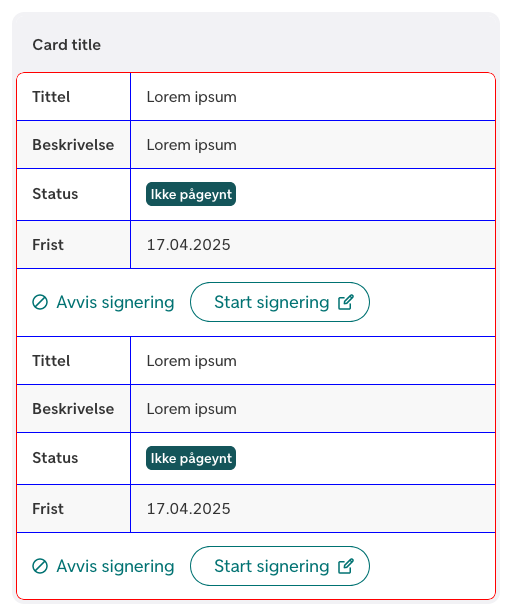 Card title
Tittel Lorem ipsum
Beskrivelse Lorem ipsum
Status Ikke pågeynt
Frist 17.04.2025
Avvis signering Start signering
Tittel Lorem ipsum
Beskrivelse Lorem ipsum
Status Ikke pågeynt
Frist 17.04.2025
Avvis signering Start signering